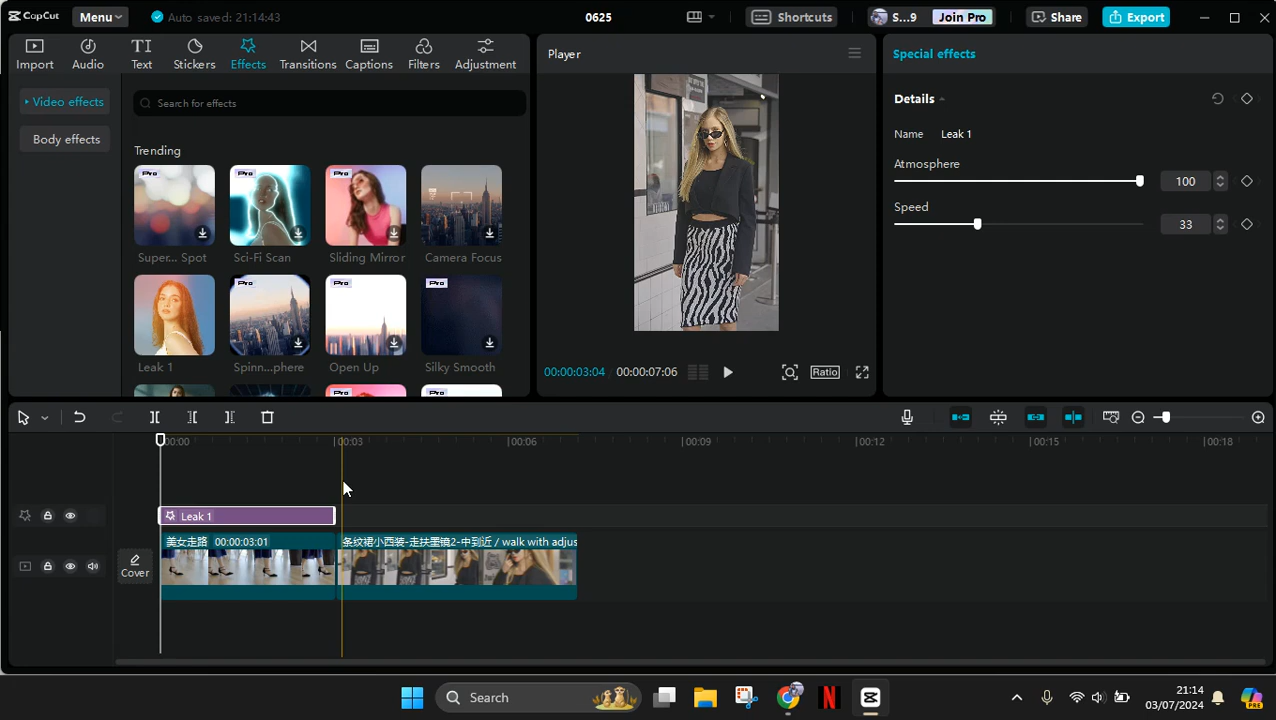 CapCut
Menu
Auto saved: 21:14:43
0625
Shortcuts
S...9
Join Pro
Share
Export
Import
Audio
Text
Stickers
Effects
Transitions
Captions
Filters
Adjustment
Player
Special effects
Video effects
Body effects
Search for effects
Trending
Pro
Pro
Pro
Super... Spot
Sci-Fi Scan
Sliding Mirror
Camera Focus
Pro
Pro
Pro
Leak 1
Spinn...phere
Open Up
Silky Smooth
Pro
Pro
00:00:03:04 / 00:00:07:06
Ratio
Details
Name Leak 1
Atmosphere
100
Speed
33
00:00
00:03
00:06
00:09
00:12
00:15
00:18
Leak 1
美女走路 00:00:03:01
条纹裙小西装-走扶墨镜2-中到近 / walk with adjus
Cover
Search
PRE
21:14
03/07/2024